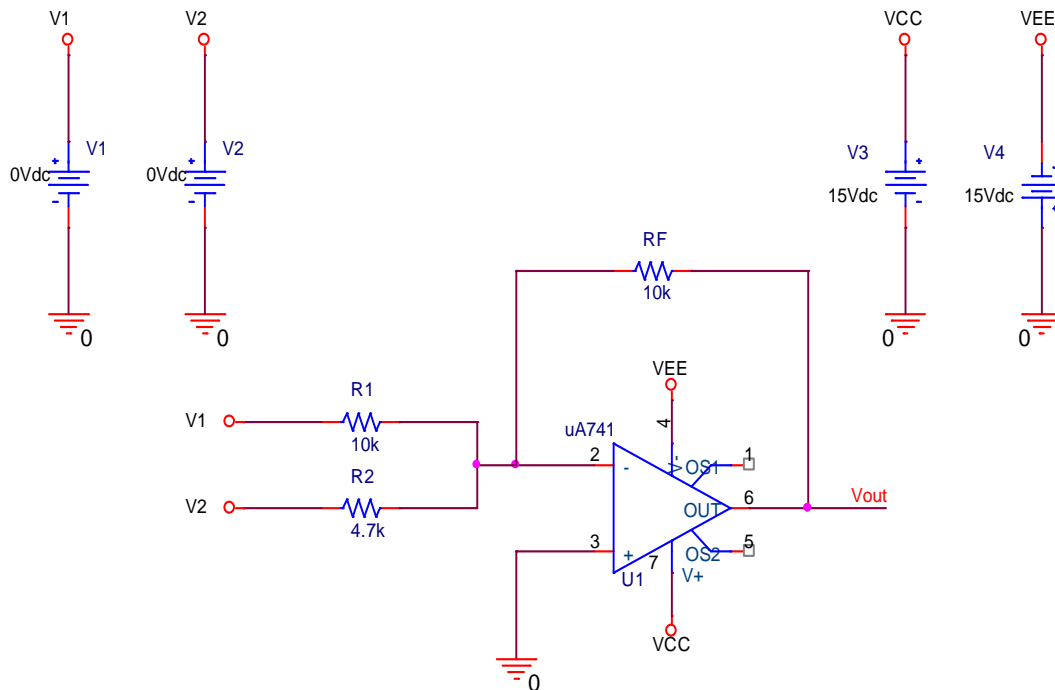 V1
V2
VCC
VEE
V1
0Vdc
V2
0Vdc
V3
15Vdc
V4
15Vdc
0
0
0
0
RF
10k
VEE
R1
V1
10k
uA741
4
2
-
V-
OS1
1
R2
V2
4.7k
OUT
6
Vout
3
+
7
OS2
5
U1
V+
VCC
0